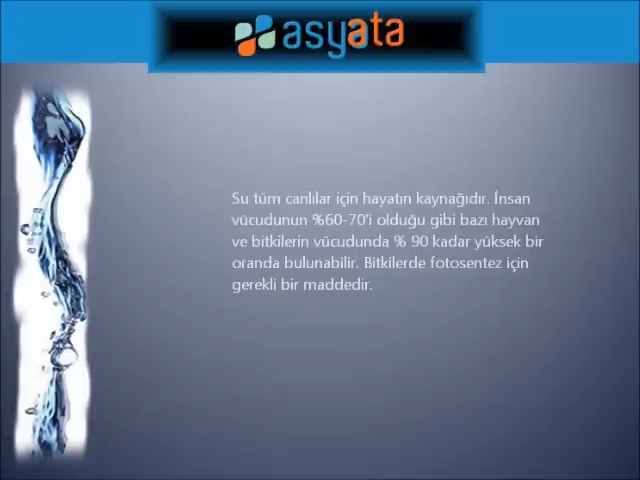 asyata
Su tüm canlılar için hayatın kaynağıdır. İnsan
vücudunun %60-70'i olduğu gibi bazı hayvan
ve bitkilerin vücudunda % 90 kadar yüksek bir
oranda bulunabilir. Bitkilerde fotosentez için
gerekli bir maddedir.